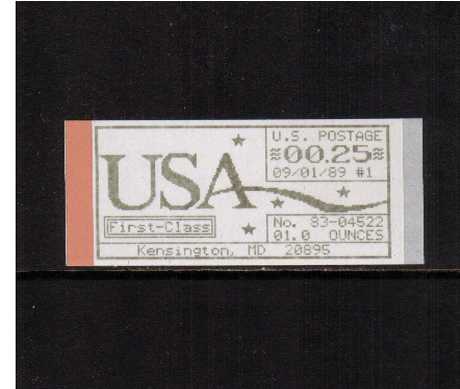 U.S. POSTAGE
00.25
09/01/89 #1
USA
First-Class
No. 83-04522
01.0 OUNCES
Kensington, MD 20895